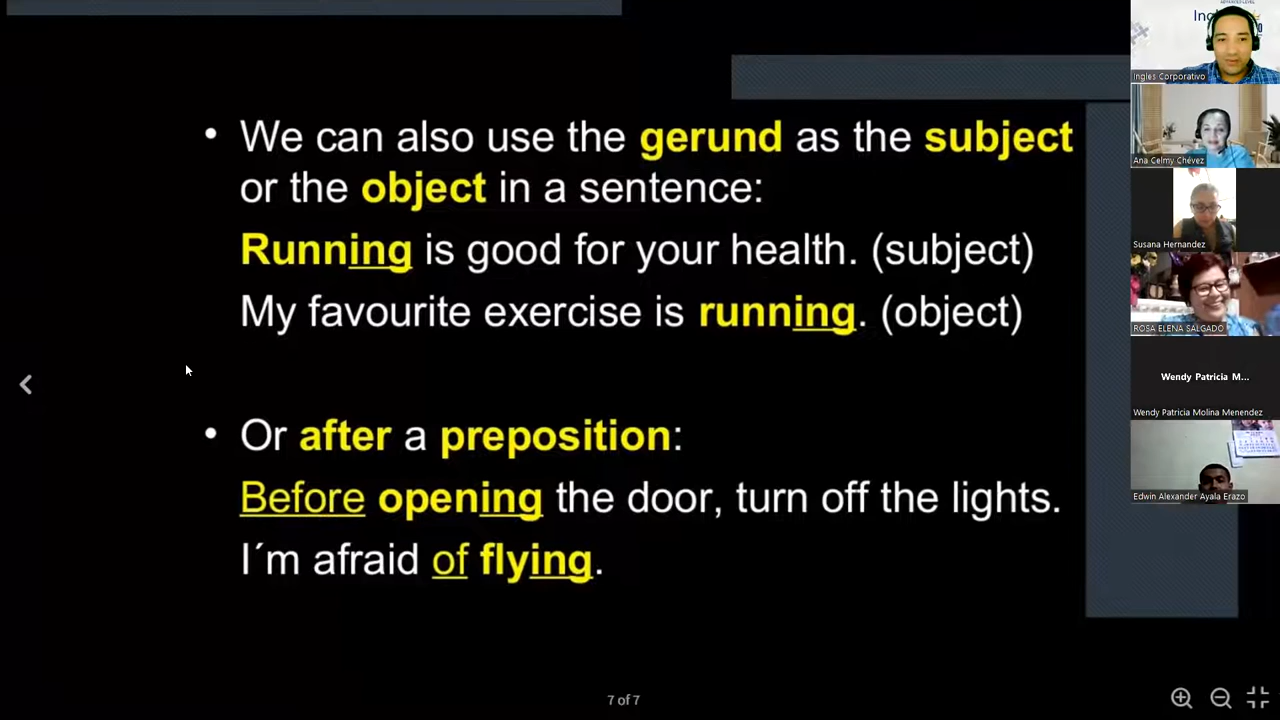 • We can also use the gerund as the subject
or the object in a sentence:
Running is good for your health. (subject)
My favourite exercise is running. (object)
• Or after a preposition:
Before opening the door, turn off the lights.
I´m afraid of flying.
7 of 7
ADVANCED LEVEL
Ingles Corporativo
Ana Celmy Chévez
Susana Hernandez
ROSA ELENA SALGADO
Wendy Patricia M...
Wendy Patricia Molina Menendez
Edwin Alexander Ayala Erazo